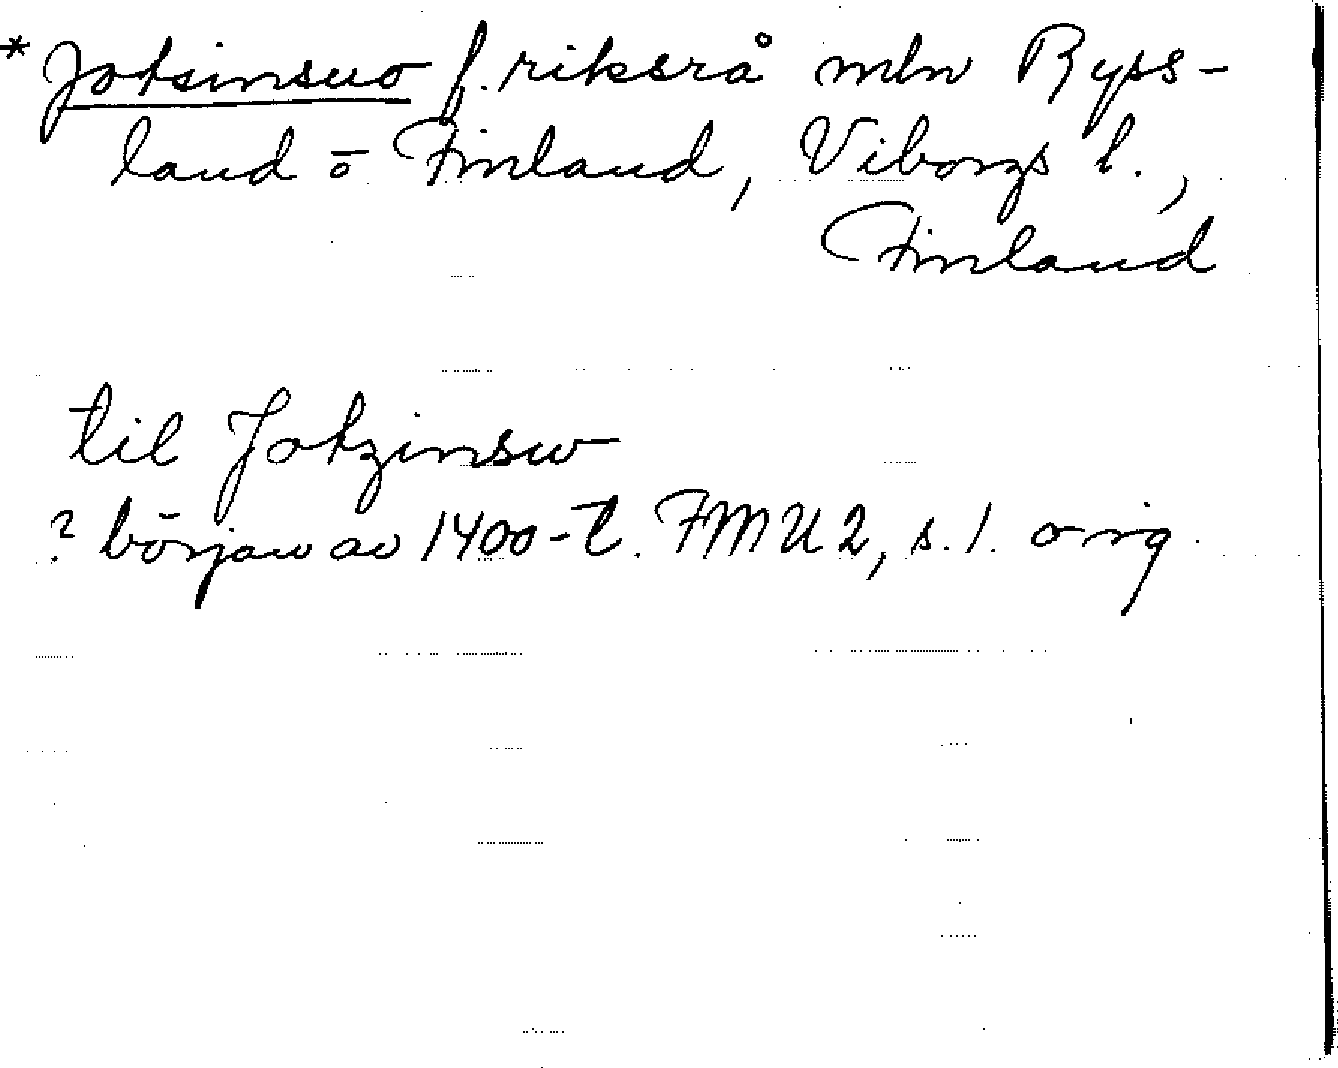 * Jotsinsuo f. riksrå mln Ryss-
land ō Finland, Viborgs l.,
Finland
til Jotzinsw
? början av 1400-t. FMU 2, s. 1. orig.